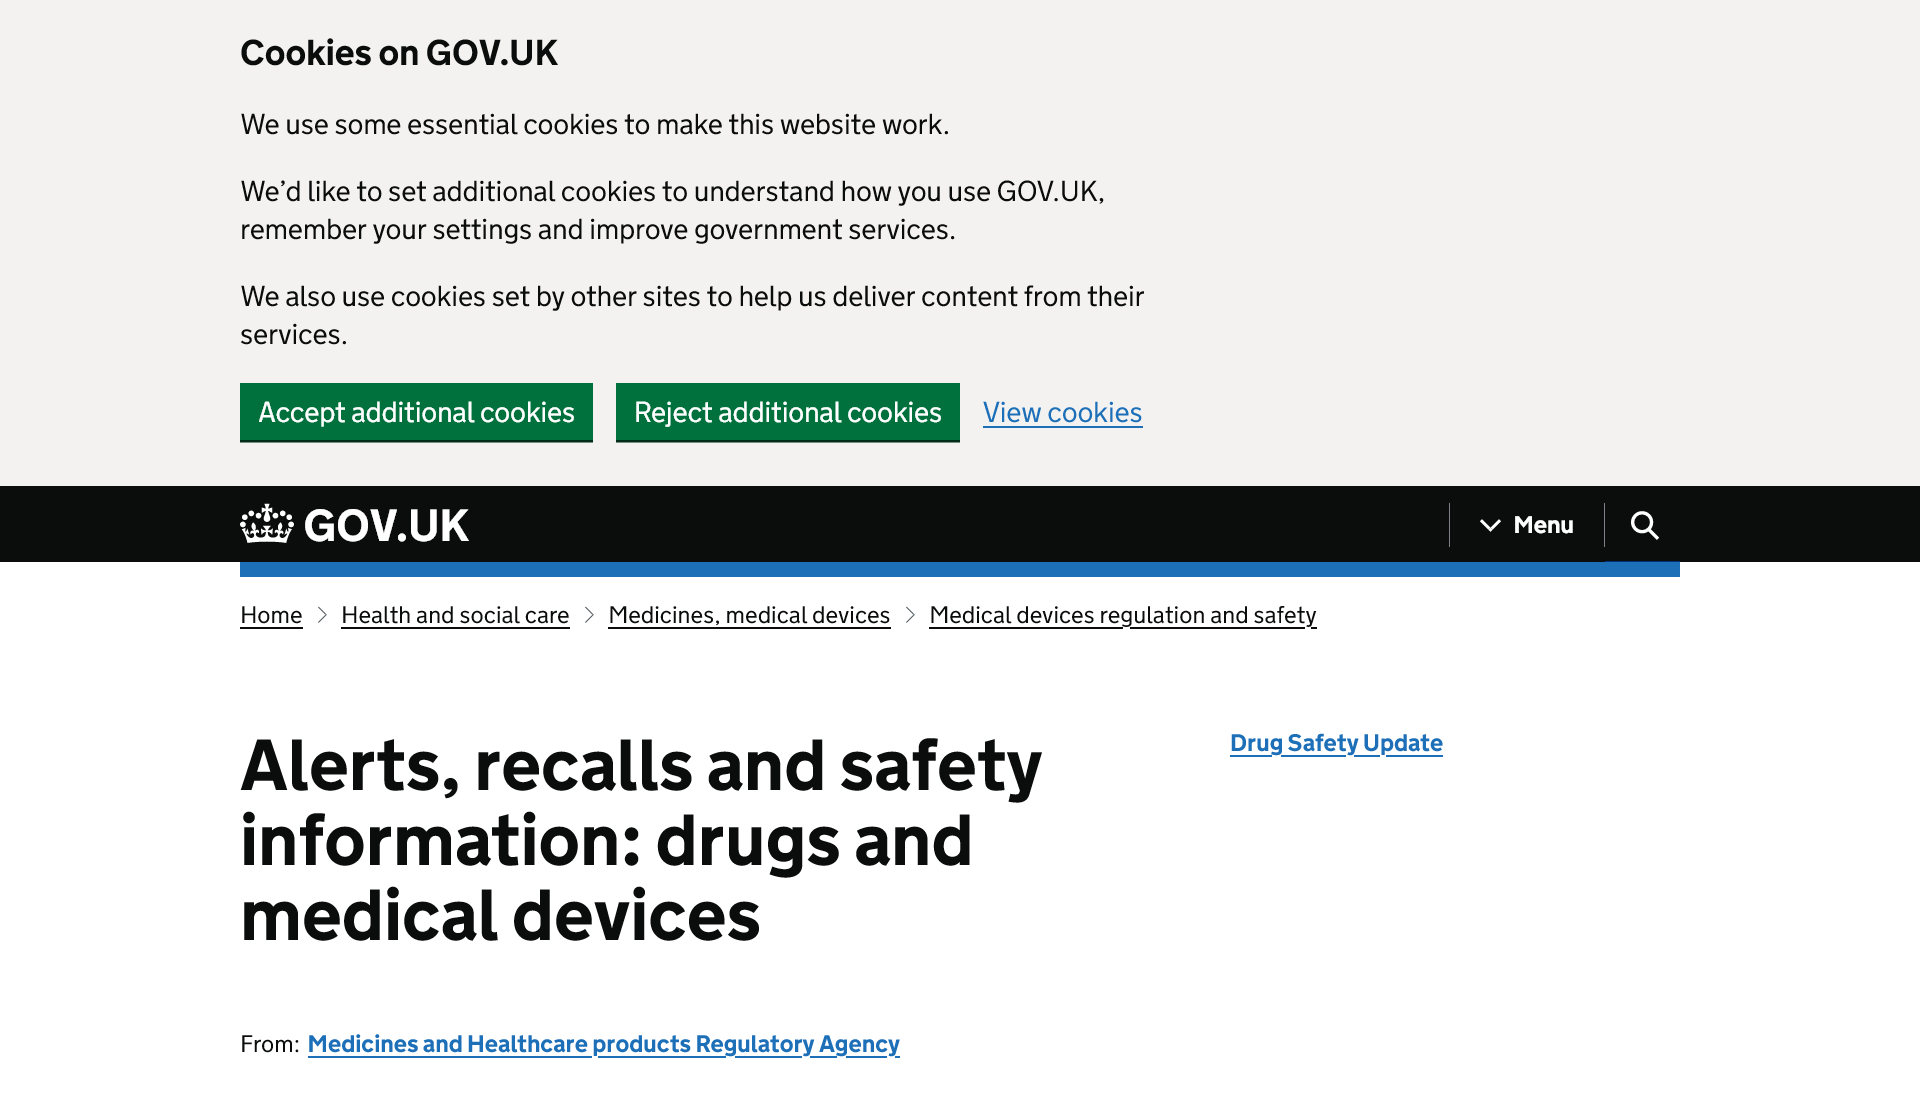 Cookies on GOV.UK
We use some essential cookies to make this website work.
We’d like to set additional cookies to understand how you use GOV.UK,
remember your settings and improve government services.
We also use cookies set by other sites to help us deliver content from their
services.
Accept additional cookies
Reject additional cookies
View cookies
GOV.UK
Menu
Home
Health and social care
Medicines, medical devices
Medical devices regulation and safety
Alerts, recalls and safety
information: drugs and
medical devices
Drug Safety Update
From: Medicines and Healthcare products Regulatory Agency